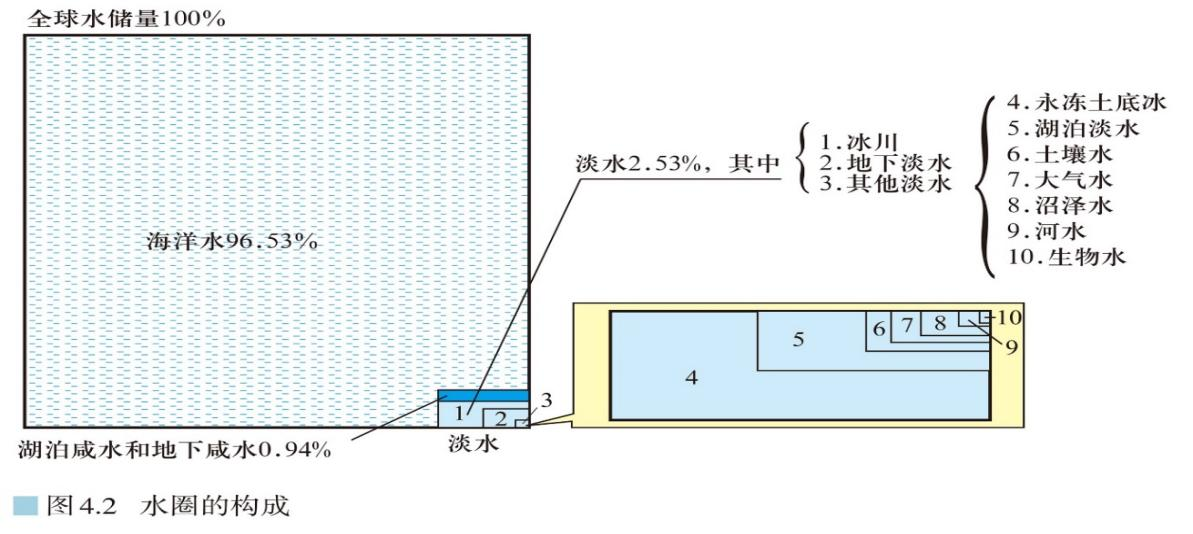 全球水储量100%
海洋水96.53%
淡水2.53%，其中
1.冰川
2.地下淡水
3.其他淡水
4.永冻土底冰
5.湖泊淡水
6.土壤水
7.大气水
8.沼泽水
9.河水
10.生物水
1
2
3
淡水
湖泊咸水和地下咸水0.94%
4
5
6
7
8
10
9
图4.2 水圈的构成